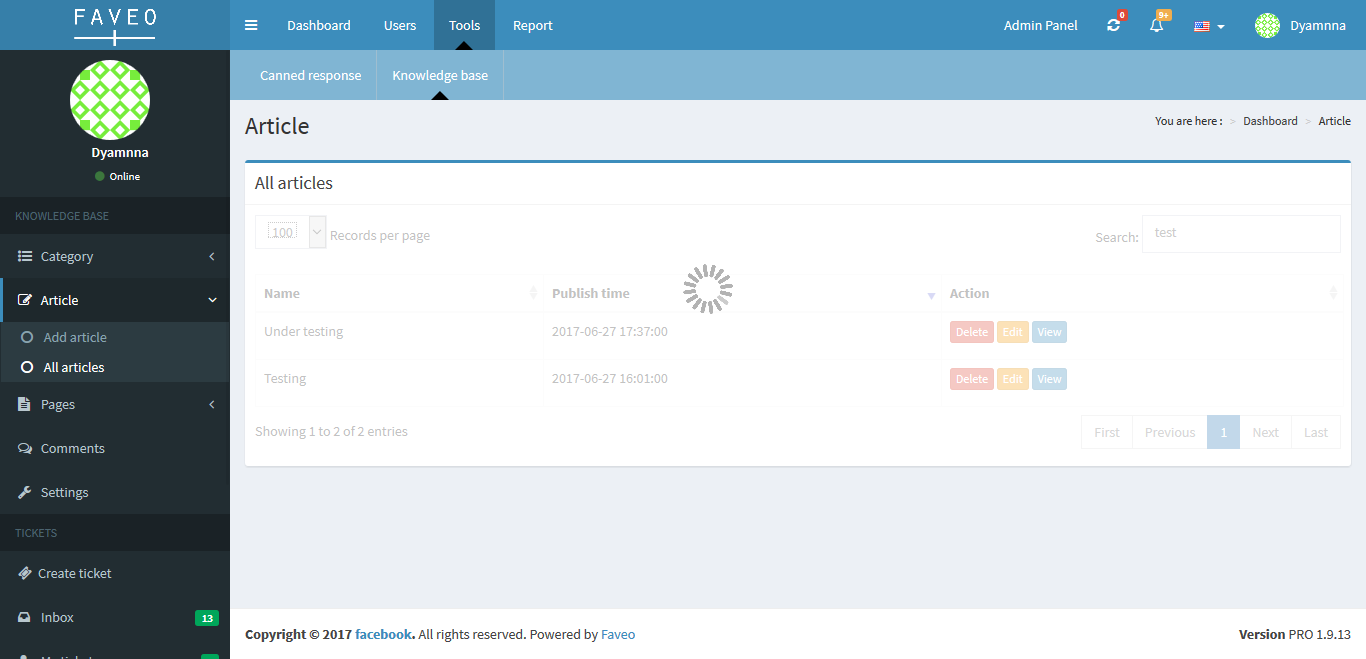 FAVEO
Dashboard Users Tools Report
Admin Panel 0 9+ Dyamnna
Canned response Knowledge base
Dyamnna
Online
KNOWLEDGE BASE
Category
Article
Add article
All articles
Pages
Comments
Settings
TICKETS
Create ticket
Inbox 13
Article
You are here : > Dashboard > Article
All articles
100 Records per page
Search: test
Name Publish time Action
Under testing 2017-06-27 17:37:00 Delete Edit View
Testing 2017-06-27 16:01:00 Delete Edit View
Showing 1 to 2 of 2 entries
First Previous 1 Next Last
Copyright © 2017 facebook. All rights reserved. Powered by Faveo
Version PRO 1.9.13